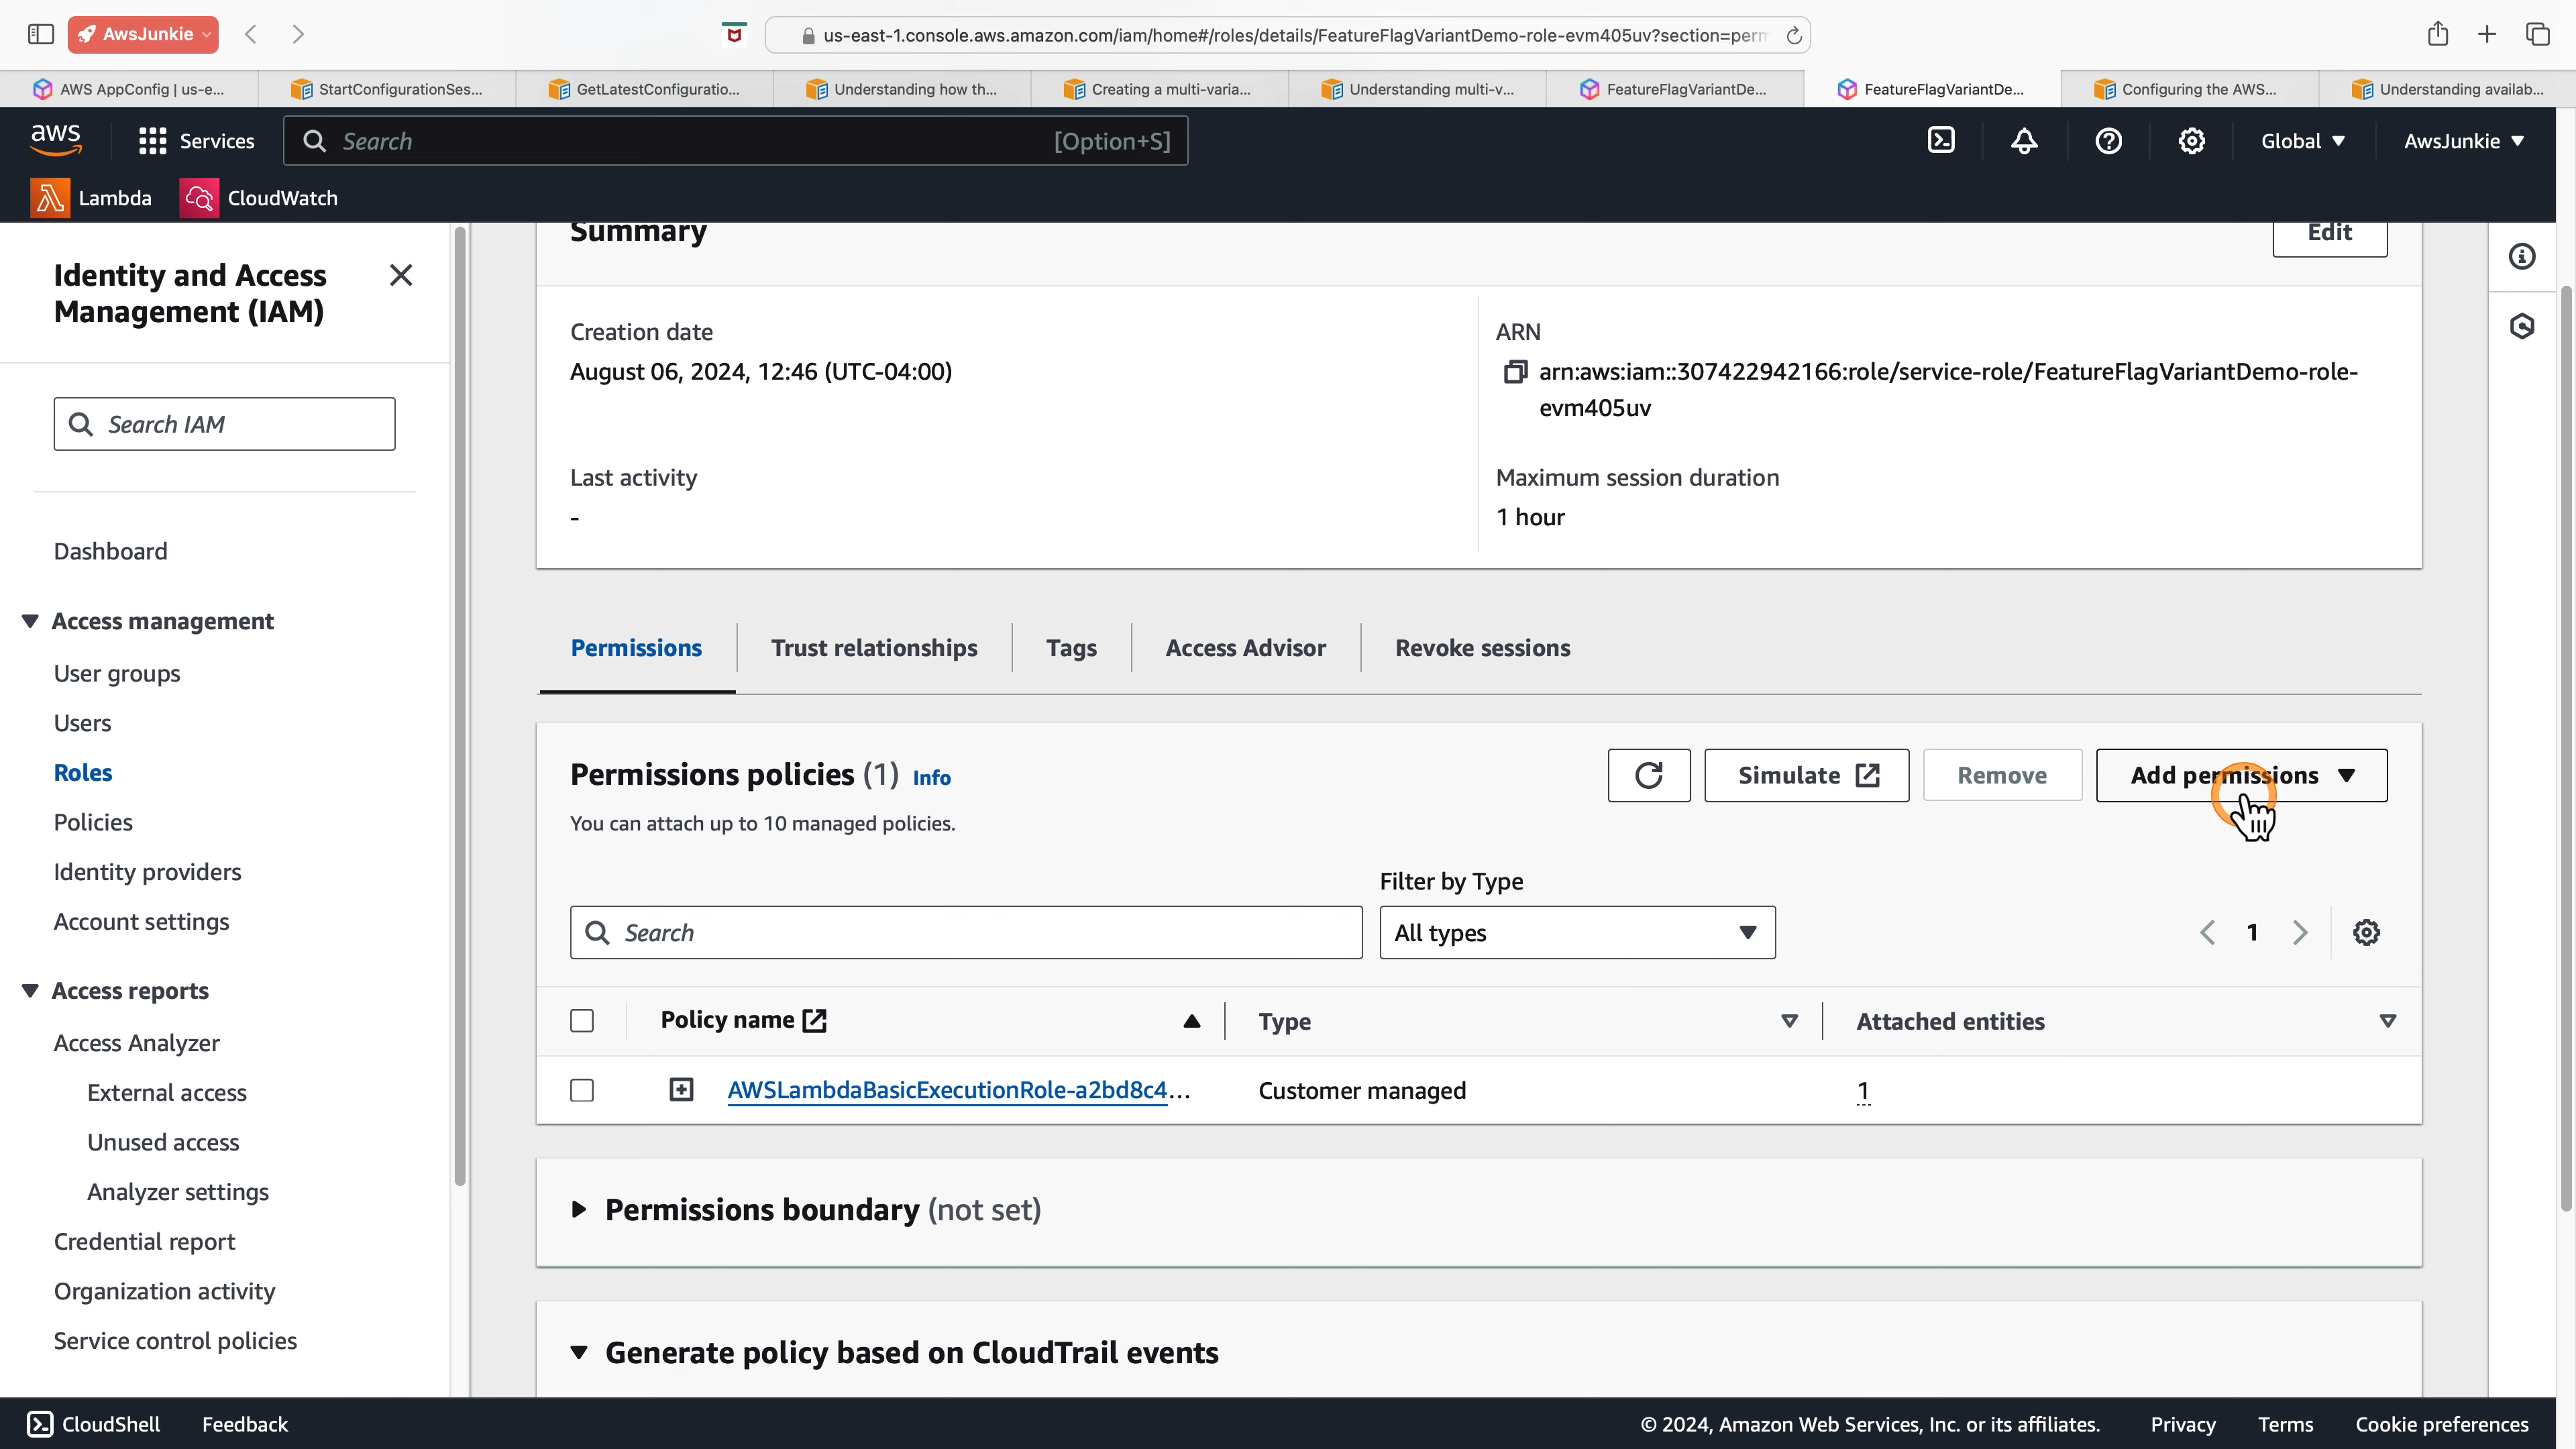 AwsJunkie
us-east-1.console.aws.amazon.com/iam/home#/roles/details/FeatureFlagVariantDemo-role-evm405uv?section=perm
AWS AppConfig | us-e...
StartConfigurationSes...
GetLatestConfiguratio...
Understanding how th...
Creating a multi-varia...
Understanding multi-v...
FeatureFlagVariantDe...
FeatureFlagVariantDe...
Configuring the AWS...
Understanding availab...
aws
Services
Search
[Option+S]
Global
AwsJunkie
Lambda
CloudWatch
Identity and Access
Management (IAM)
Search IAM
Dashboard
Access management
User groups
Users
Roles
Policies
Identity providers
Account settings
Access reports
Access Analyzer
External access
Unused access
Analyzer settings
Credential report
Organization activity
Service control policies
Summary
Edit
Creation date
August 06, 2024, 12:46 (UTC-04:00)
ARN
arn:aws:iam::307422942166:role/service-role/FeatureFlagVariantDemo-role-
evm405uv
Last activity
-
Maximum session duration
1 hour
Permissions
Trust relationships
Tags
Access Advisor
Revoke sessions
Permissions policies (1) Info
You can attach up to 10 managed policies.
Simulate
Remove
Add permissions
Filter by Type
Search
All types
1
Policy name
Type
Attached entities
AWSLambdaBasicExecutionRole-a2bd8c4...
Customer managed
1
Permissions boundary (not set)
Generate policy based on CloudTrail events
CloudShell
Feedback
© 2024, Amazon Web Services, Inc. or its affiliates.
Privacy
Terms
Cookie preferences